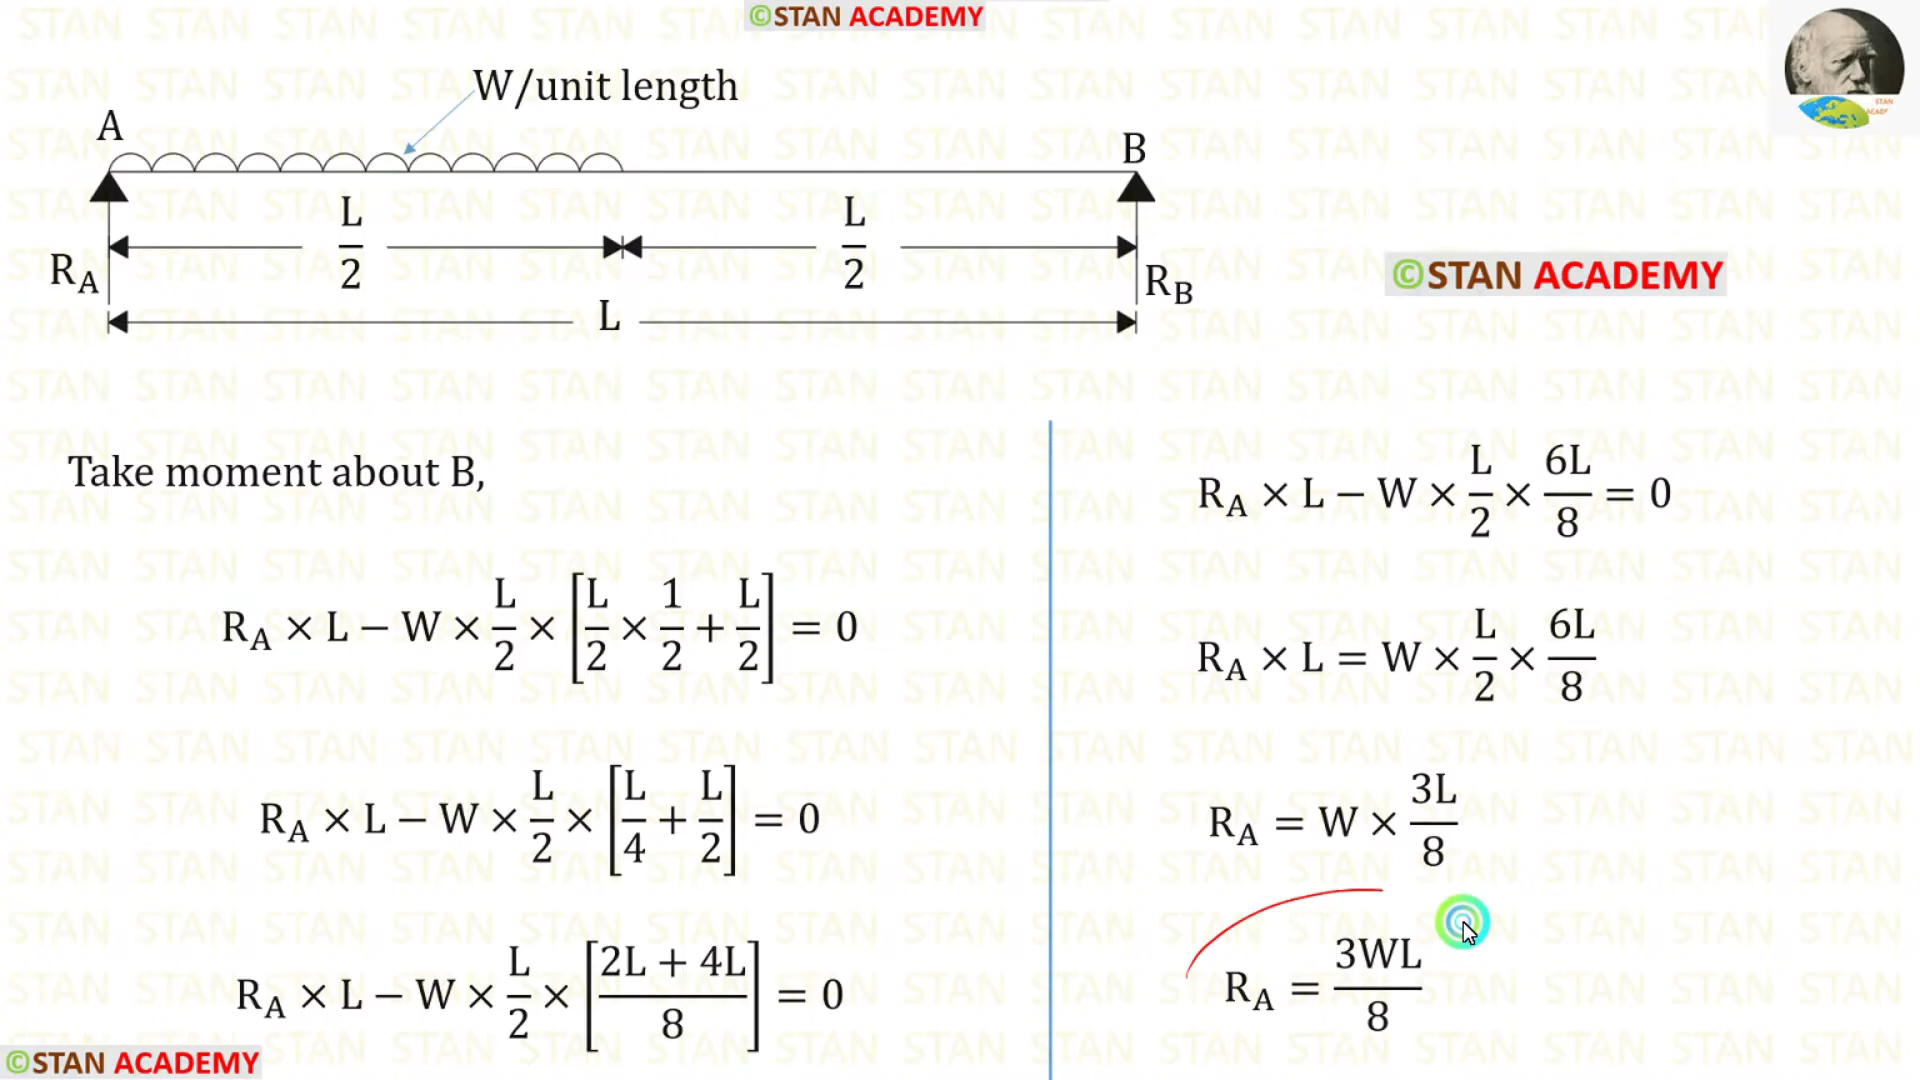 ©STAN ACADEMY
W/unit length
A
B
L/2
L/2
R_A
R_B
L
©STAN ACADEMY
STAN
ACADY
Take moment about B,
R_A × L − W × L/2 × [L/2 × 1/2 + L/2] = 0
R_A × L − W × L/2 × [L/4 + L/2] = 0
R_A × L − W × L/2 × [(2L + 4L)/8] = 0
R_A × L − W × L/2 × 6L/8 = 0
R_A × L = W × L/2 × 6L/8
R_A = W × 3L/8
R_A = 3WL/8
©STAN ACADEMY